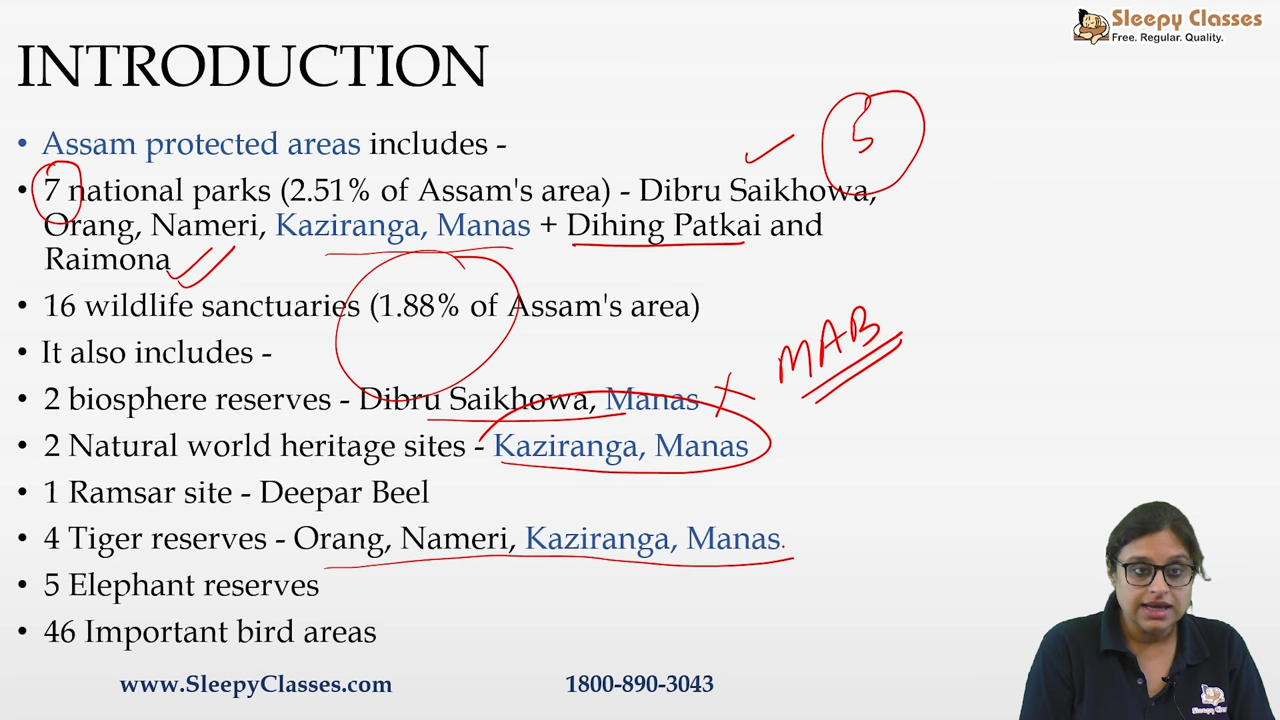 Sleepy Classes
Free. Regular. Quality.
INTRODUCTION
• Assam protected areas includes -
5
• 7 national parks (2.51% of Assam's area) - Dibru Saikhowa,
Orang, Nameri, Kaziranga, Manas + Dihing Patkai and
Raimona
• 16 wildlife sanctuaries (1.88% of Assam's area)
MAB
• It also includes -
• 2 biosphere reserves - Dibru Saikhowa, Manas
• 2 Natural world heritage sites - Kaziranga, Manas
• 1 Ramsar site - Deepar Beel
• 4 Tiger reserves - Orang, Nameri, Kaziranga, Manas.
• 5 Elephant reserves
• 46 Important bird areas
www.SleepyClasses.com 1800-890-3043